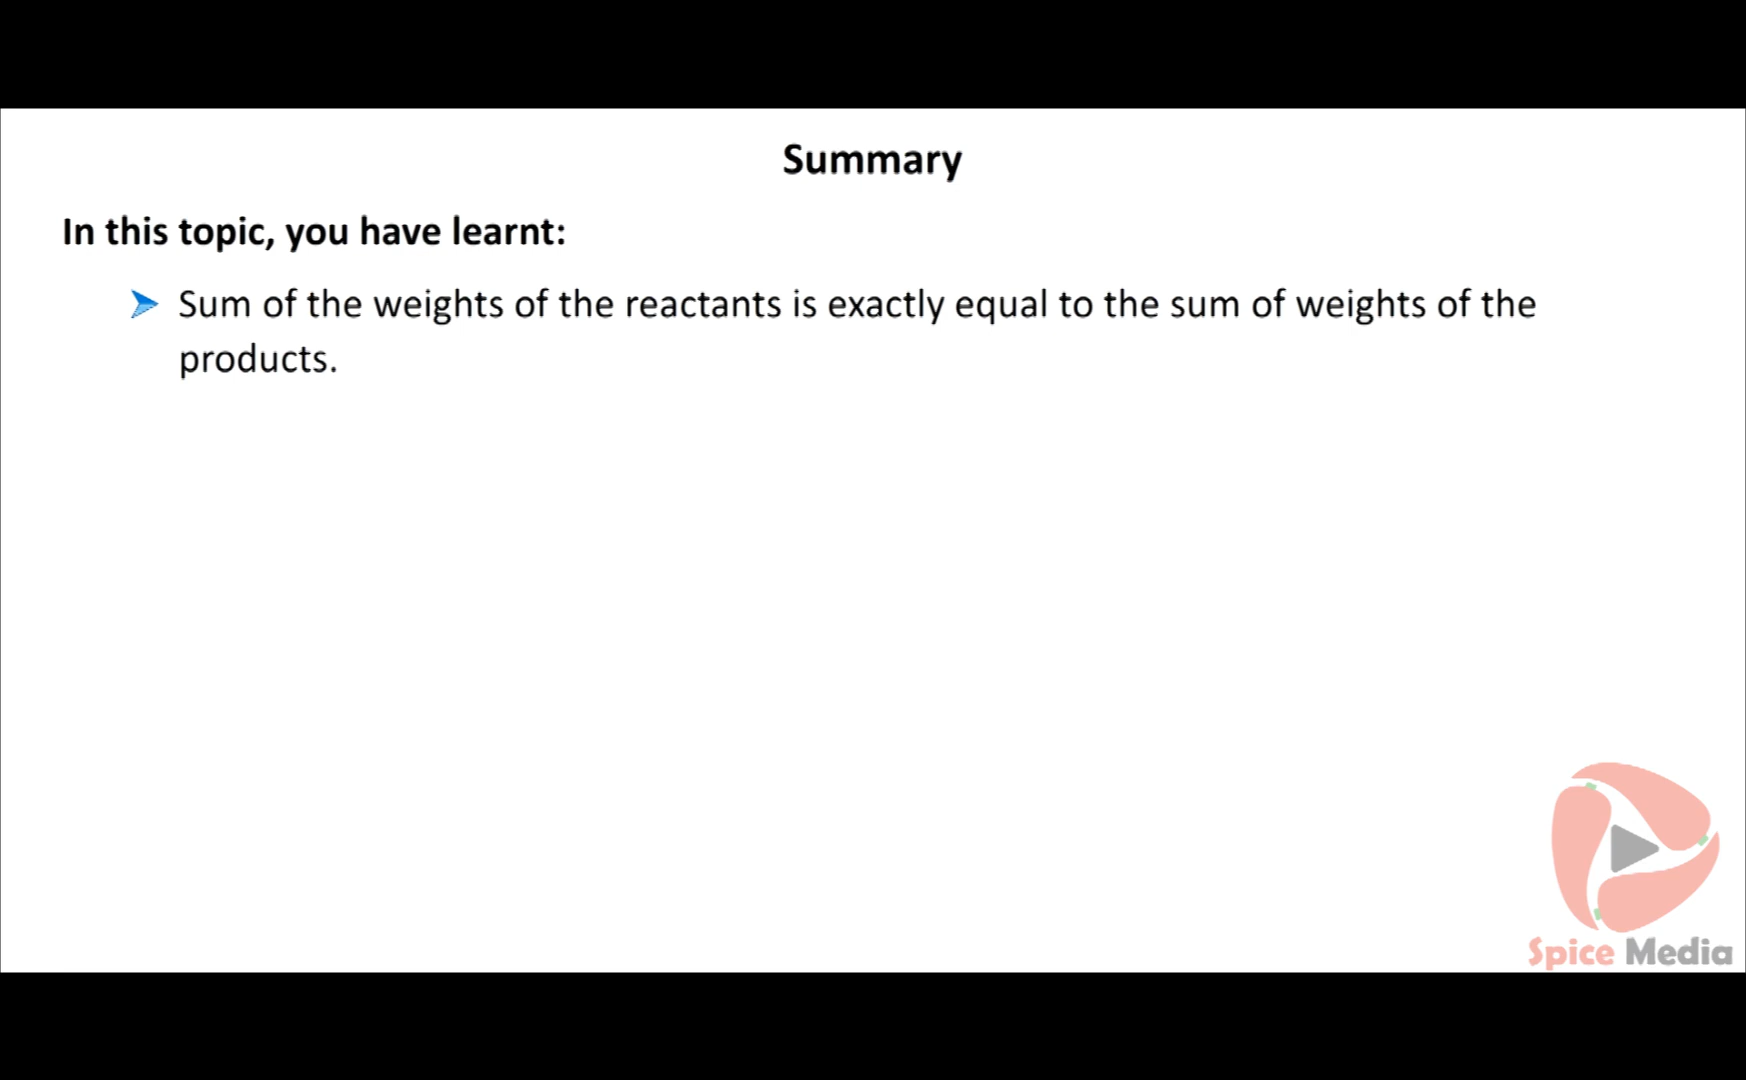 Summary
In this topic, you have learnt:
Sum of the weights of the reactants is exactly equal to the sum of weights of the
products.
Spice Media